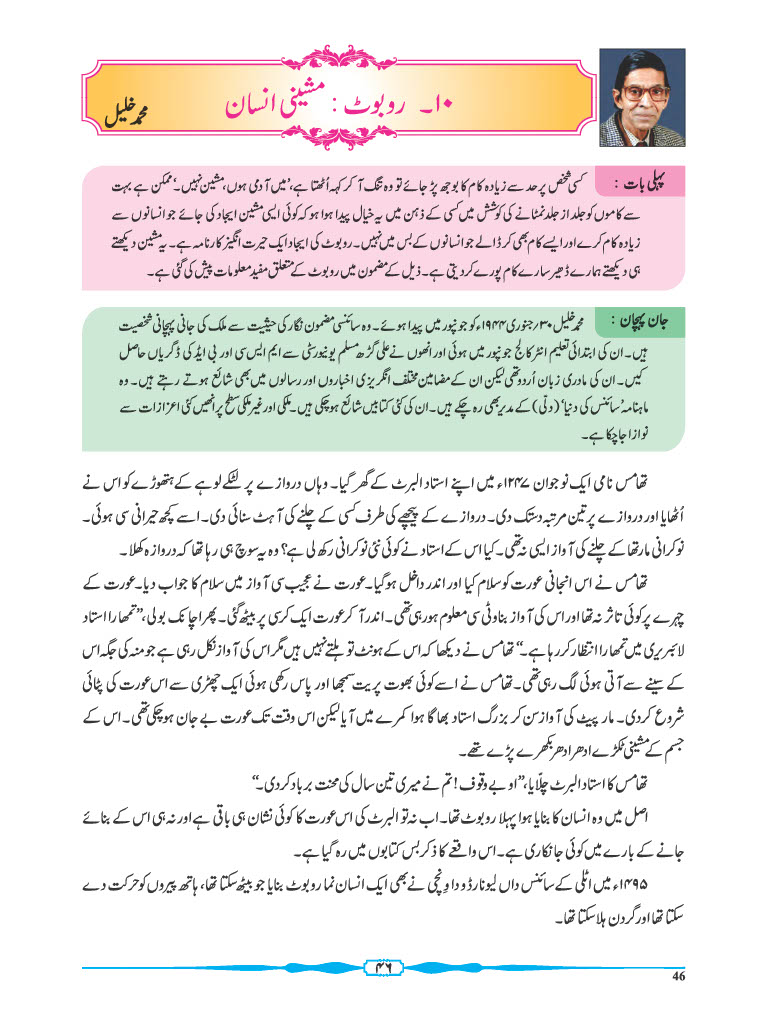 ۱۰۔ روبوٹ : مشینی انسان
محمد خلیل
پہلی بات : کسی شخص پر حد سے زیادہ کام کا بوجھ پڑ جائے تو وہ تنگ آ کر کہہ اُٹھتا ہے، ’میں آدمی ہوں، مشین نہیں۔‘ ممکن ہے بہت
سے کاموں کو جلد از جلد نمٹانے کی کوشش میں کسی کے ذہن میں یہ خیال پیدا ہوا ہو کہ کوئی ایسی مشین ایجاد کی جائے جو انسانوں سے
زیادہ کام کرے اور ایسے کام بھی کر ڈالے جو انسانوں کے بس میں نہیں۔ روبوٹ کی ایجاد ایک حیرت انگیز کارنامہ ہے۔ یہ مشین دیکھتے
ہی دیکھتے ہمارے ڈھیر سارے کام پورے کر دیتی ہے۔ ذیل کے مضمون میں روبوٹ کے متعلق مفید معلومات پیش کی گئی ہے۔
جان پہچان : محمد خلیل ۳۰؍جنوری ۱۹۴۴ء کو جونپور میں پیدا ہوئے۔ وہ سائنسی مضمون نگار کی حیثیت سے ملک کی جانی پہچانی شخصیت
ہیں۔ ان کی ابتدائی تعلیم انٹر کالج جونپور میں ہوئی اور انھوں نے علی گڑھ مسلم یونیورسٹی سے ایم ایس سی اور بی ایڈ کی ڈگریاں حاصل
کیں۔ ان کی مادری زبان اُردو تھی لیکن ان کے مضامین مختلف انگریزی اخباروں اور رسالوں میں بھی شائع ہوتے رہتے ہیں۔ وہ
ماہنامہ ’سائنس کی دنیا‘ (دلّی) کے مدیر بھی رہ چکے ہیں۔ ان کی کئی کتابیں شائع ہو چکی ہیں۔ ملکی اور غیر ملکی سطح پر انھیں کئی اعزازات سے
نوازا جا چکا ہے۔
تھامس نامی ایک نوجوان ۱۲۴۷ء میں اپنے استاد البرٹ کے گھر گیا۔ وہاں دروازے پر لٹکے لوہے کے ہتھوڑے کو اس نے
اُٹھایا اور دروازے پر تین مرتبہ دستک دی۔ دروازے کے پیچھے کی طرف کسی کے چلنے کی آہٹ سنائی دی۔ اسے کچھ حیرانی سی ہوئی۔
نوکرانی مارتھا کے چلنے کی آواز ایسی نہ تھی۔ کیا اس کے استاد نے کوئی نئی نوکرانی رکھ لی ہے؟ وہ یہ سوچ ہی رہا تھا کہ دروازہ کھلا۔
تھامس نے اس انجانی عورت کو سلام کیا اور اندر داخل ہو گیا۔ عورت نے عجیب سی آواز میں سلام کا جواب دیا۔ عورت کے
چہرے پر کوئی تاثر نہ تھا اور اس کی آواز بناوٹی سی معلوم ہو رہی تھی۔ اندر آ کر عورت ایک کرسی پر بیٹھ گئی۔ پھر اچانک بولی، ”تمھارا استاد
لائبریری میں تمھارا انتظار کر رہا ہے۔“ تھامس نے دیکھا کہ اس کے ہونٹ تو ہلتے نہیں ہیں مگر اس کی آواز نکل رہی ہے جو منہ کی جگہ اس
کے سینے سے آتی ہوئی لگ رہی تھی۔ تھامس نے اسے کوئی بھوت پریت سمجھا اور پاس رکھی ہوئی ایک چھڑی سے اس عورت کی پٹائی
شروع کر دی۔ مار پیٹ کی آواز سن کر بزرگ استاد بھاگا ہوا کمرے میں آیا لیکن اس وقت تک عورت بے جان ہو چکی تھی۔ اس کے
جسم کے مشینی ٹکڑے ادھر ادھر بکھرے پڑے تھے۔
تھامس کا استاد البرٹ چلّایا، ”او بے وقوف! تم نے میری تین سال کی محنت برباد کر دی۔“
اصل میں وہ انسان کا بنایا ہوا پہلا روبوٹ تھا۔ اب نہ تو البرٹ کی اس عورت کا کوئی نشان ہی باقی ہے اور نہ ہی اس کے بنائے
جانے کے بارے میں کوئی جانکاری ہے۔ اس واقعے کا ذکر بس کتابوں میں رہ گیا ہے۔
۱۴۹۵ء میں اٹلی کے سائنس داں لیونارڈو دا ونچی نے بھی ایک انسان نما روبوٹ بنایا جو بیٹھ سکتا تھا، ہاتھ پیروں کو حرکت دے
سکتا تھا اور گردن ہلا سکتا تھا۔
۴۶
46